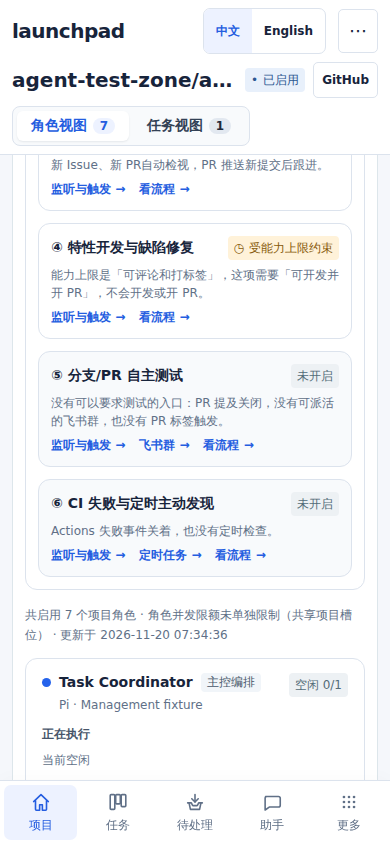 launchpad
中文
English
⋯
agent-test-zone/a…
• 已启用
GitHub
角色视图 7
任务视图 1
新 Issue、新 PR自动检视，PR 推送新提交后跟进。
监听与触发 → 看流程 →
④ 特性开发与缺陷修复
◷ 受能力上限约束
能力上限是「可评论和打标签」，这项需要「可开发并
开 PR」，不会开发或开 PR。
监听与触发 → 看流程 →
⑤ 分支/PR 自主测试
未开启
没有可以要求测试的入口：PR 提及关闭，没有可派活
的飞书群，也没有 PR 标签触发。
监听与触发 → 飞书群 → 看流程 →
⑥ CI 失败与定时主动发现
未开启
Actions 失败事件关着，也没有定时检查。
监听与触发 → 定时任务 → 看流程 →
共启用 7 个项目角色 · 角色并发限额未单独限制（共享项目槽
位） · 更新于 2026-11-20 07:34:36
Task Coordinator
主控编排
空闲 0/1
Pi · Management fixture
正在执行
当前空闲
项目
任务
待处理
助手
更多